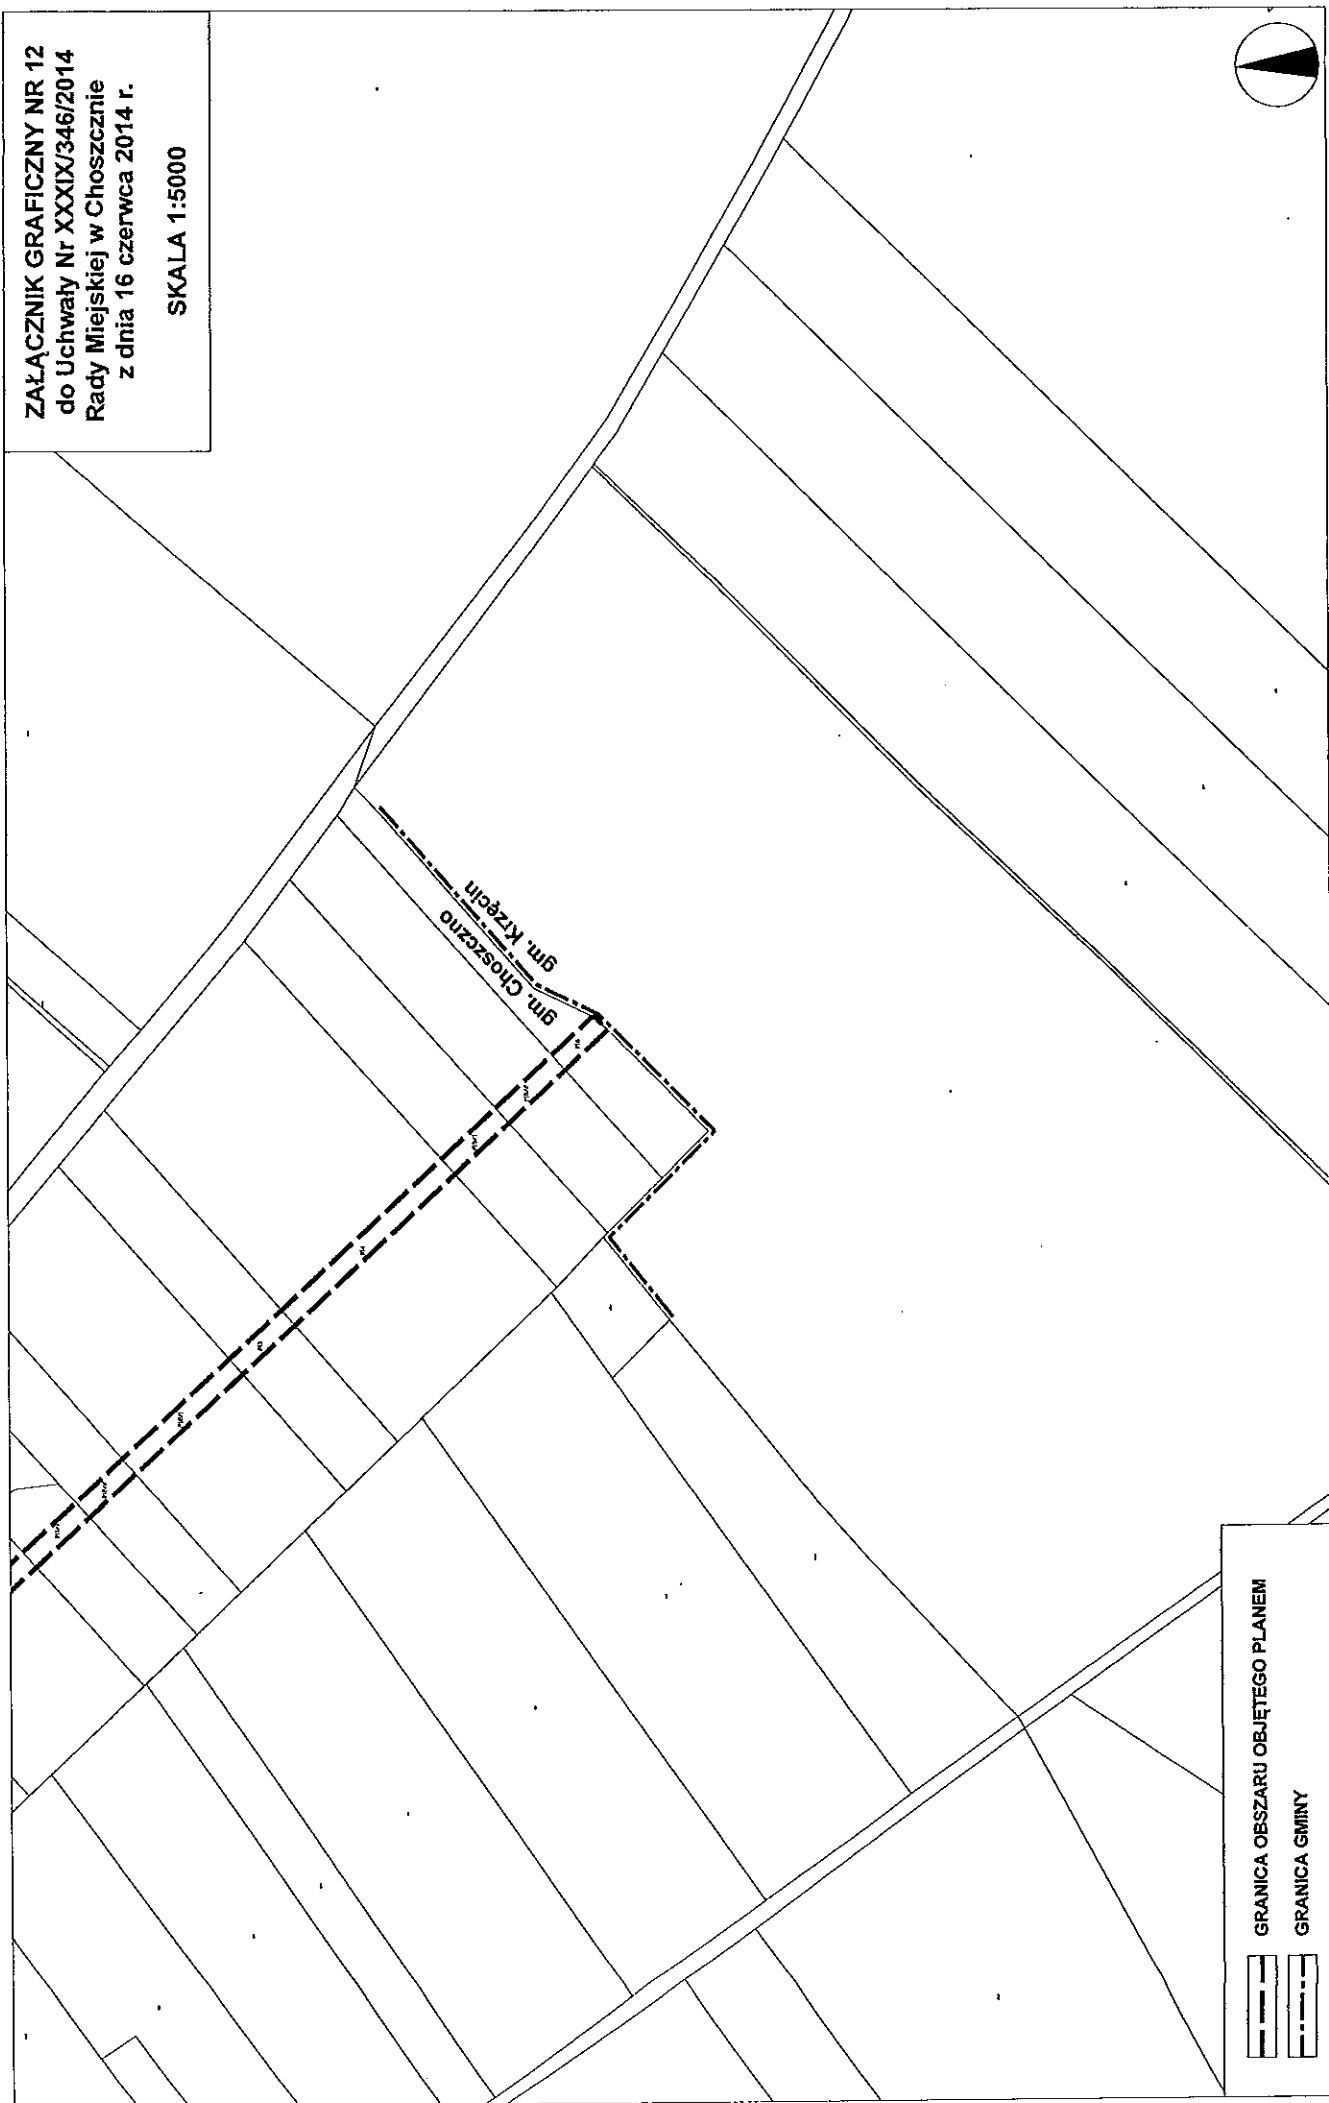 ZAŁĄCZNIK GRAFICZNY NR 12
do Uchwały Nr XXXIX/346/2014
Rady Miejskiej w Choszcznie
z dnia 16 czerwca 2014 r.
SKALA 1:5000
gm. Choszczno
gm. Krzęcin
GRANICA OBSZARU OBJĘTEGO PLANEM
GRANICA GMINY